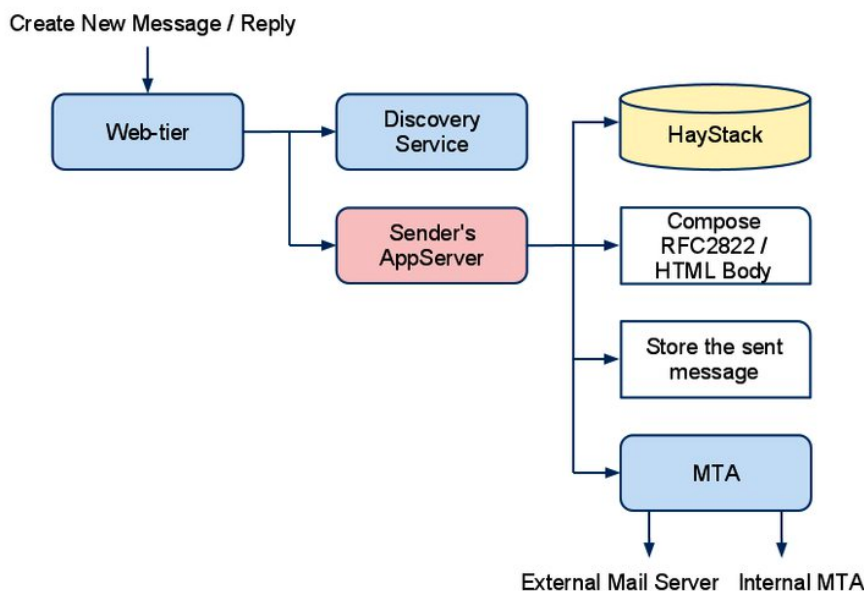 Create New Message / Reply
Web-tier
Discovery
Service
HayStack
Sender's
AppServer
Compose
RFC2822 /
HTML Body
Store the sent
message
MTA
External Mail Server
Internal MTA